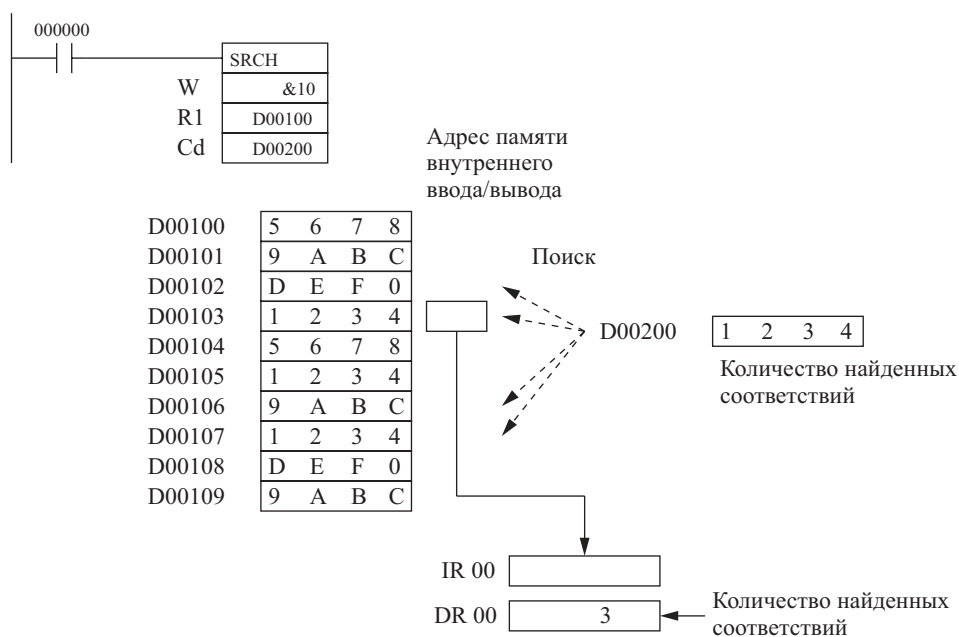 000000
SRCH
W &10
R1 D00100
Cd D00200
Адрес памяти
внутреннего
ввода/вывода
D00100 5 6 7 8
D00101 9 A B C
Поиск
D00102 D E F 0
D00103 1 2 3 4
D00200 1 2 3 4
D00104 5 6 7 8
D00105 1 2 3 4
Количество найденных
соответствий
D00106 9 A B C
D00107 1 2 3 4
D00108 D E F 0
D00109 9 A B C
IR 00
DR 00 3
Количество найденных
соответствий